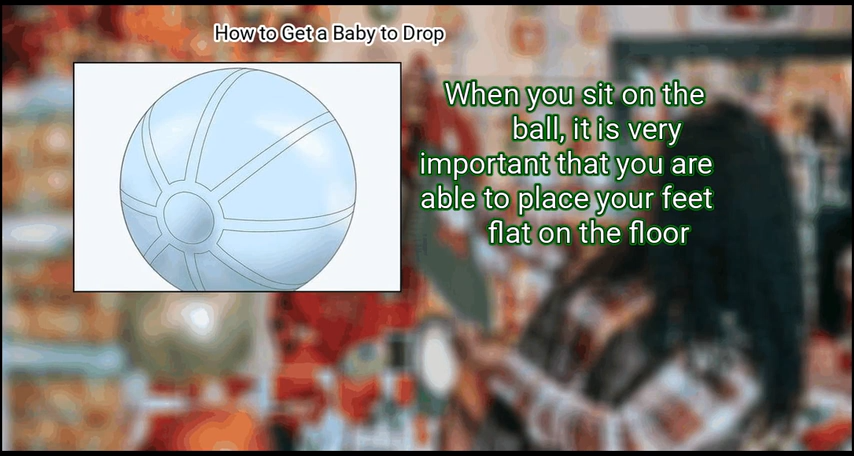 How to Get a Baby to Drop
When you sit on the
ball, it is very
important that you are
able to place your feet
flat on the floor